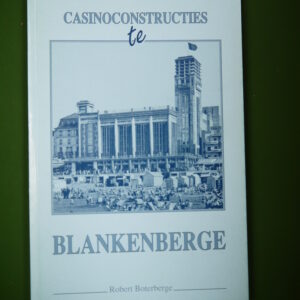 CASINOCONSTRUCTIES
te
BLANKENBERGE
Robert Boterberge